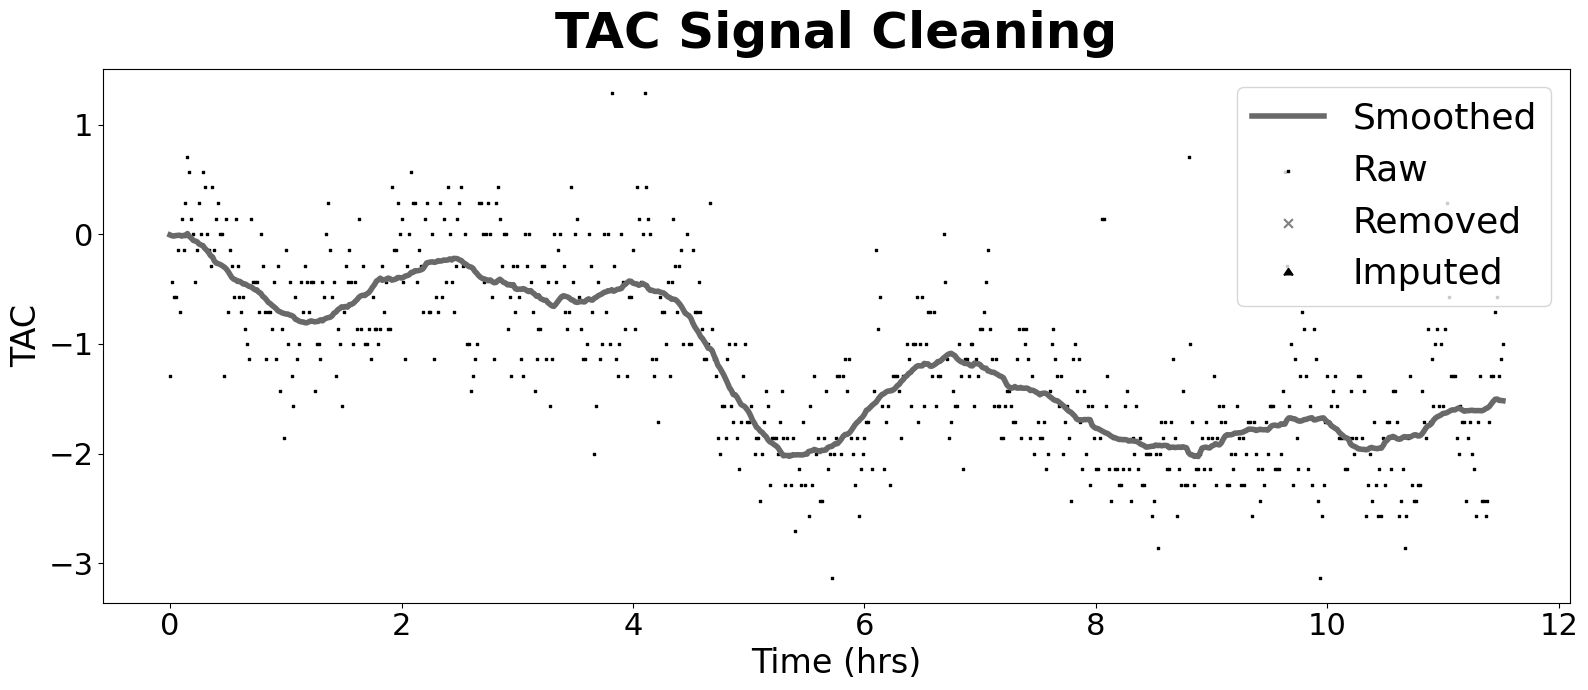 TAC Signal Cleaning
TAC
1
0
−1
−2
−3
Smoothed
Raw
Removed
Imputed
0 2 4 6 8 10 12
Time (hrs)